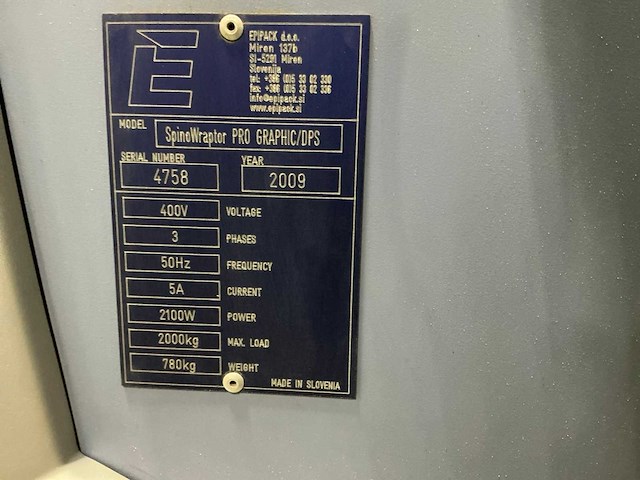 E
EPIPACK d.o.o.
Miren 137b
SI-5291 Miren
Slovenija
tel: +386 (0)5 33 02 330
fax: +386 (0)5 33 02 336
info@epipack.si
www.epipack.si
MODEL SpinoWraptor PRO GRAPHIC/DPS
SERIAL NUMBER YEAR
4758 2009
400V VOLTAGE
3 PHASES
50Hz FREQUENCY
5A CURRENT
2100W POWER
2000kg MAX. LOAD
780kg WEIGHT
MADE IN SLOVENIA